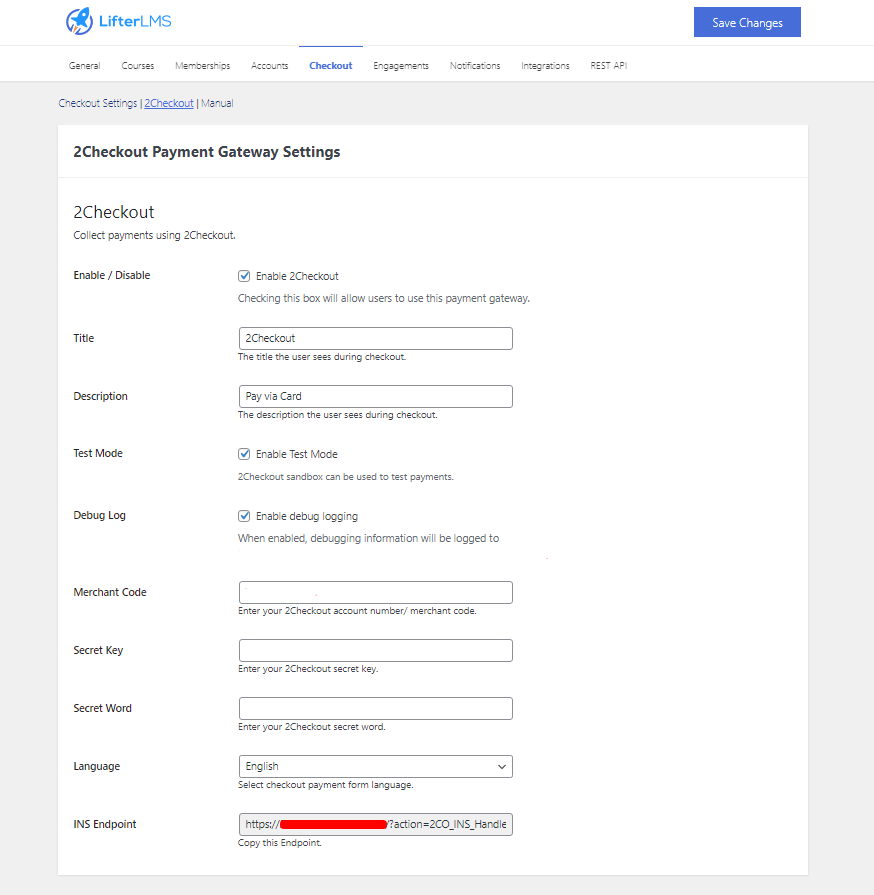 LifterLMS
Save Changes
General Courses Memberships Accounts Checkout Engagements Notifications Integrations REST API
Checkout Settings | 2Checkout | Manual
2Checkout Payment Gateway Settings
2Checkout
Collect payments using 2Checkout.
Enable / Disable
Enable 2Checkout
Checking this box will allow users to use this payment gateway.
Title
2Checkout
The title the user sees during checkout.
Description
Pay via Card
The description the user sees during checkout.
Test Mode
Enable Test Mode
2Checkout sandbox can be used to test payments.
Debug Log
Enable debug logging
When enabled, debugging information will be logged to
Merchant Code
Enter your 2Checkout account number/ merchant code.
Secret Key
Enter your 2Checkout secret key.
Secret Word
Enter your 2Checkout secret word.
Language
English
Select checkout payment form language.
INS Endpoint
https:// /?action=2CO_INS_Handle
Copy this Endpoint.